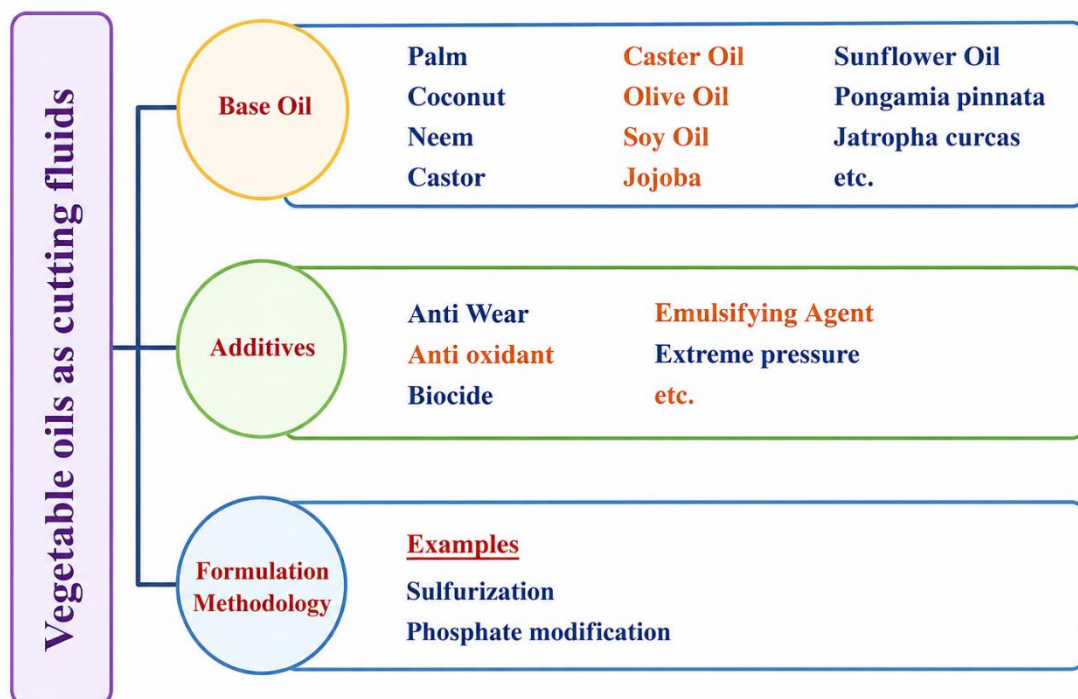 Vegetable oils as cutting fluids
Base Oil
Palm
Coconut
Neem
Castor
Caster Oil
Olive Oil
Soy Oil
Jojoba
Sunflower Oil
Pongamia pinnata
Jatropha curcas
etc.
Additives
Anti Wear
Anti oxidant
Biocide
Emulsifying Agent
Extreme pressure
etc.
Formulation
Methodology
Examples
Sulfurization
Phosphate modification